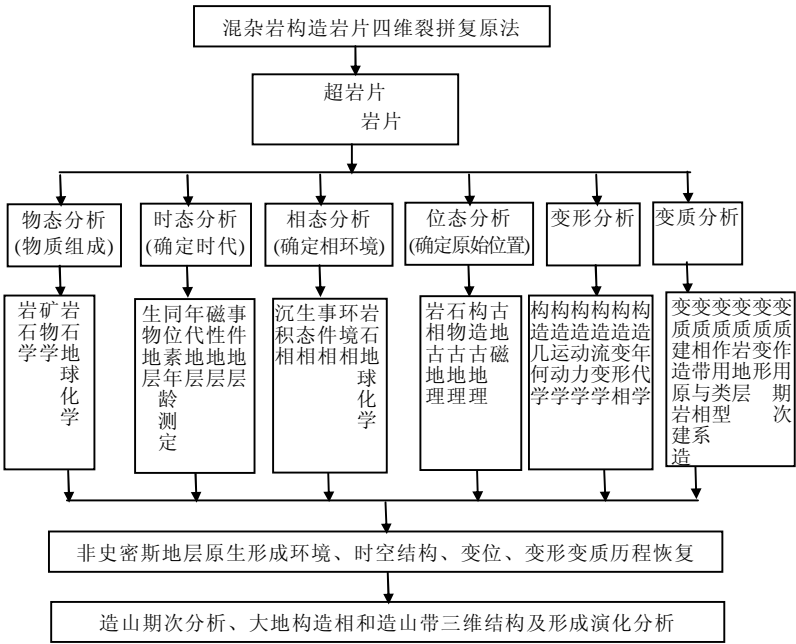 混杂岩构造岩片四维裂拼复原法
超岩片
岩片
物态分析
(物质组成)
时态分析
(确定时代)
相态分析
(确定相环境)
位态分析
(确定原始位置)
变形分析
变质分析
岩石学
矿物学
岩石地球化学
生物地层
同位素年龄测定
年代地层
磁性地层
事件地层
沉积相
生态相
事件相
环境相
岩石地球化学
岩相古地理
石物古地理
构造古地理
古地磁
构造几何学
构造运动学
构造动力学
构造流变学
构造变形相
构造年代学
变质建造原岩建造
变质相带与相系
变质作用类型
变质岩地层
变质变形
变质作用期次
非史密斯地层原生形成环境、时空结构、变位、变形变质历程恢复
造山期次分析、大地构造相和造山带三维结构及形成演化分析